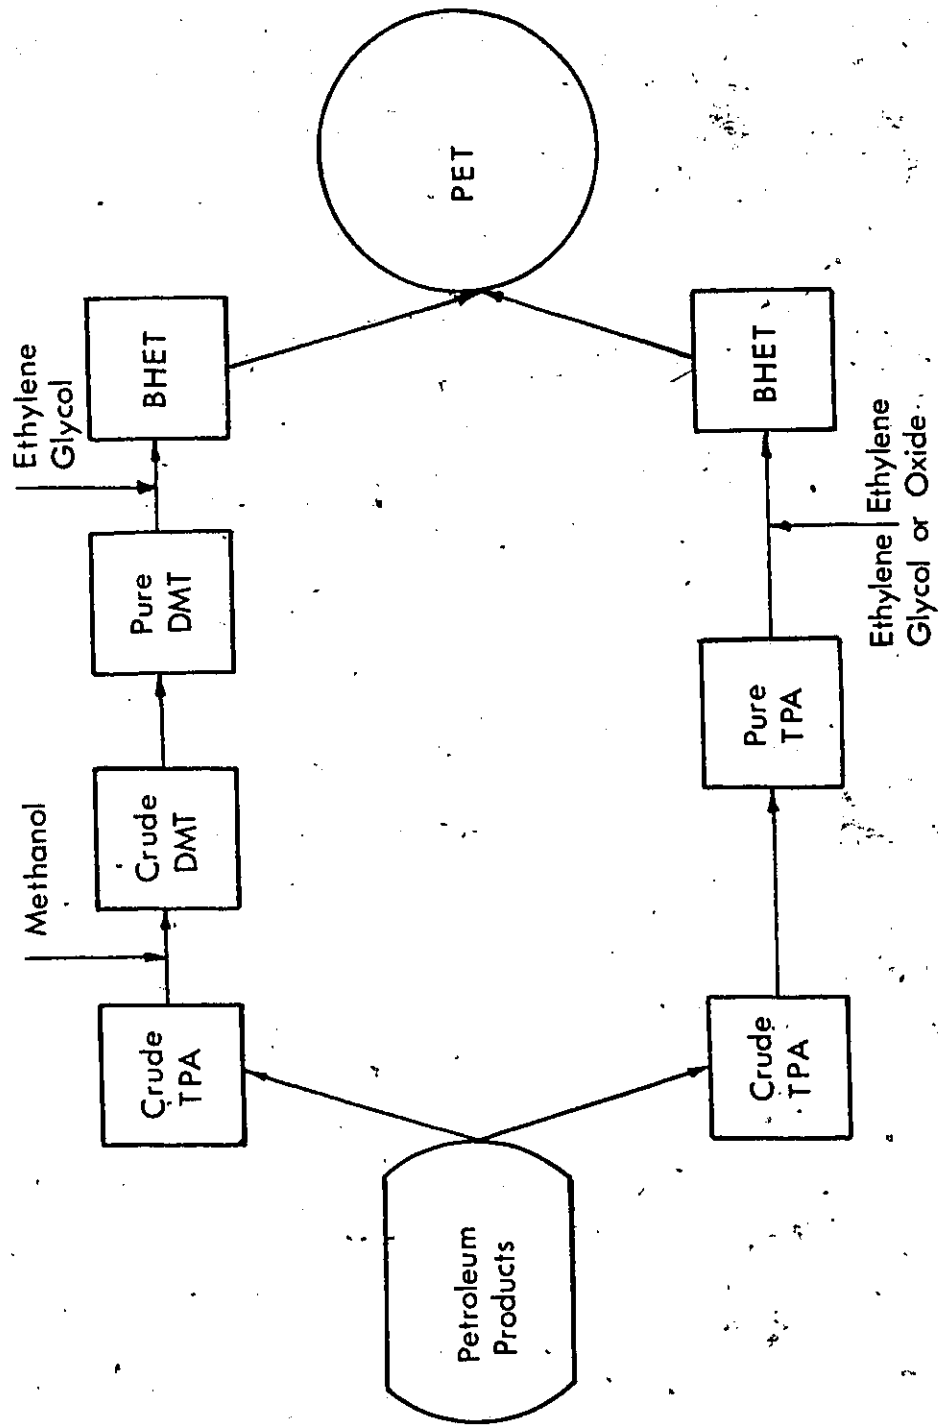 Petroleum
Products
Crude
TPA
Methanol
Crude
DMT
Pure
DMT
Ethylene
Glycol
BHET
Crude
TPA
Pure
TPA
Ethylene Ethylene
Glycol or Oxide
BHET
PET